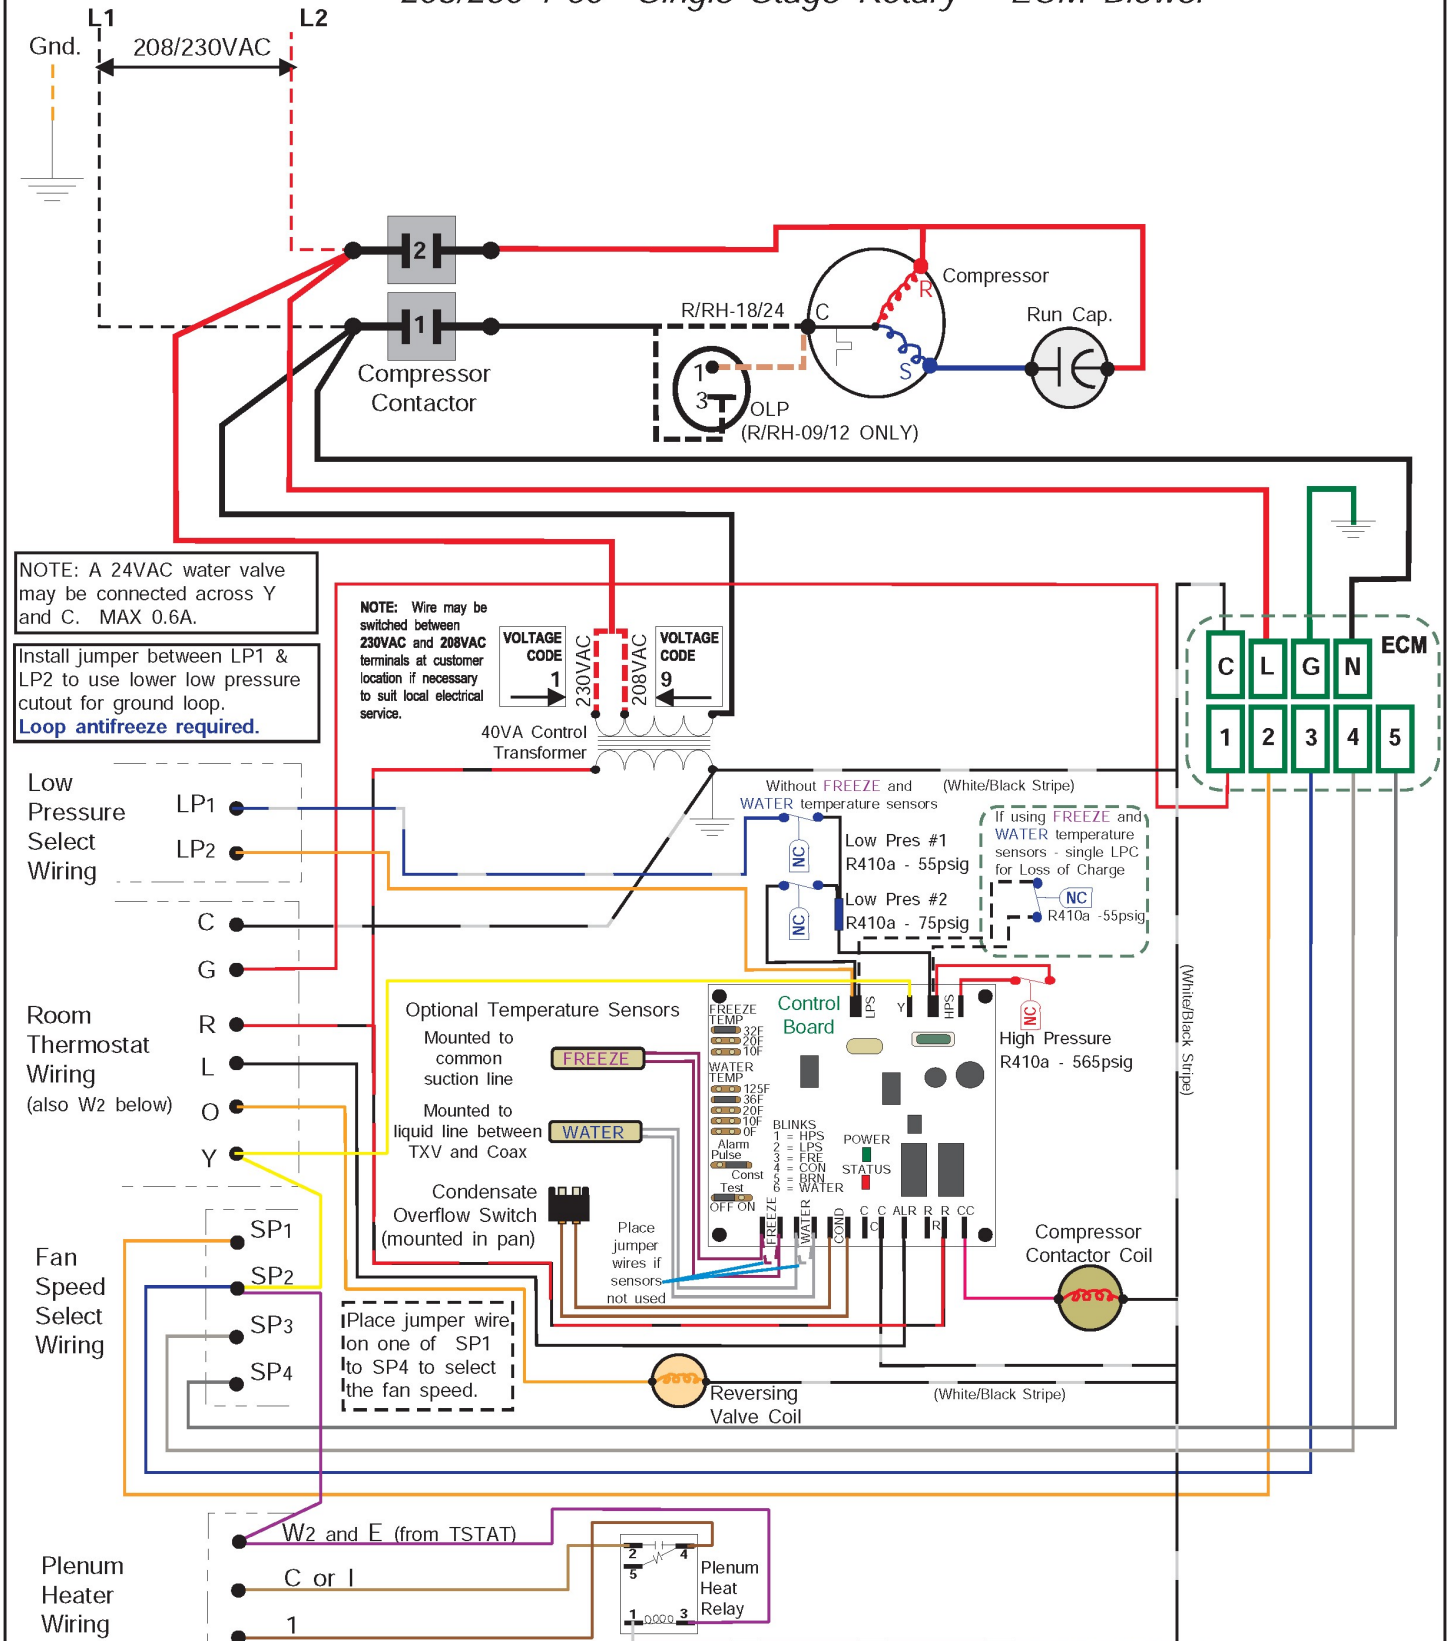 208/230-1-60 Single Stage Rotary - ECM Blower
L1
L2
Gnd.
208/230VAC
2
1
Compressor
Contactor
R/RH-18/24
C
R
S
Compressor
Run Cap.
1
3
OLP
(R/RH-09/12 ONLY)
NOTE: A 24VAC water valve
may be connected across Y
and C. MAX 0.6A.
Install jumper between LP1 &
LP2 to use lower low pressure
cutout for ground loop.
Loop antifreeze required.
NOTE: Wire may be
switched between
230VAC and 208VAC
terminals at customer
location if necessary
to suit local electrical
service.
VOLTAGE
CODE
1
230VAC
208VAC
VOLTAGE
CODE
9
40VA Control
Transformer
ECM
C L G N
1 2 3 4 5
Low
Pressure
Select
Wiring
LP1
LP2
Without FREEZE and
WATER temperature sensors
(White/Black Stripe)
NC
Low Pres #1
R410a - 55psig
NC
Low Pres #2
R410a - 75psig
If using FREEZE and
WATER temperature
sensors - single LPC
for Loss of Charge
NC
R410a -55psig
(White/Black Stripe)
Room
Thermostat
Wiring
(also W2 below)
C
G
R
L
O
Y
Optional Temperature Sensors
Mounted to
common
suction line
FREEZE
Mounted to
liquid line between
TXV and Coax
WATER
Condensate
Overflow Switch
(mounted in pan)
Place
jumper
wires if
sensors
not used
Control
Board
LPS
Y
HPS
NC
High Pressure
R410a - 565psig
FREEZE
TEMP
32F
20F
10F
WATER
TEMP
125F
36F
20F
10F
0F
Alarm
Pulse
Const
Test
OFF ON
BLINKS
1 = HPS
2 = LPS
3 = FRE
4 = CON
5 = BRN
6 = WATER
POWER
STATUS
FREEZE
WATER
COND
C C ALR R R CC
C R
Compressor
Contactor Coil
Fan
Speed
Select
Wiring
SP1
SP2
SP3
SP4
Place jumper wire
on one of SP1
to SP4 to select
the fan speed.
Reversing
Valve Coil
(White/Black Stripe)
Plenum
Heater
Wiring
W2 and E (from TSTAT)
C or I
1
2
4
5
1
3
Plenum
Heat
Relay